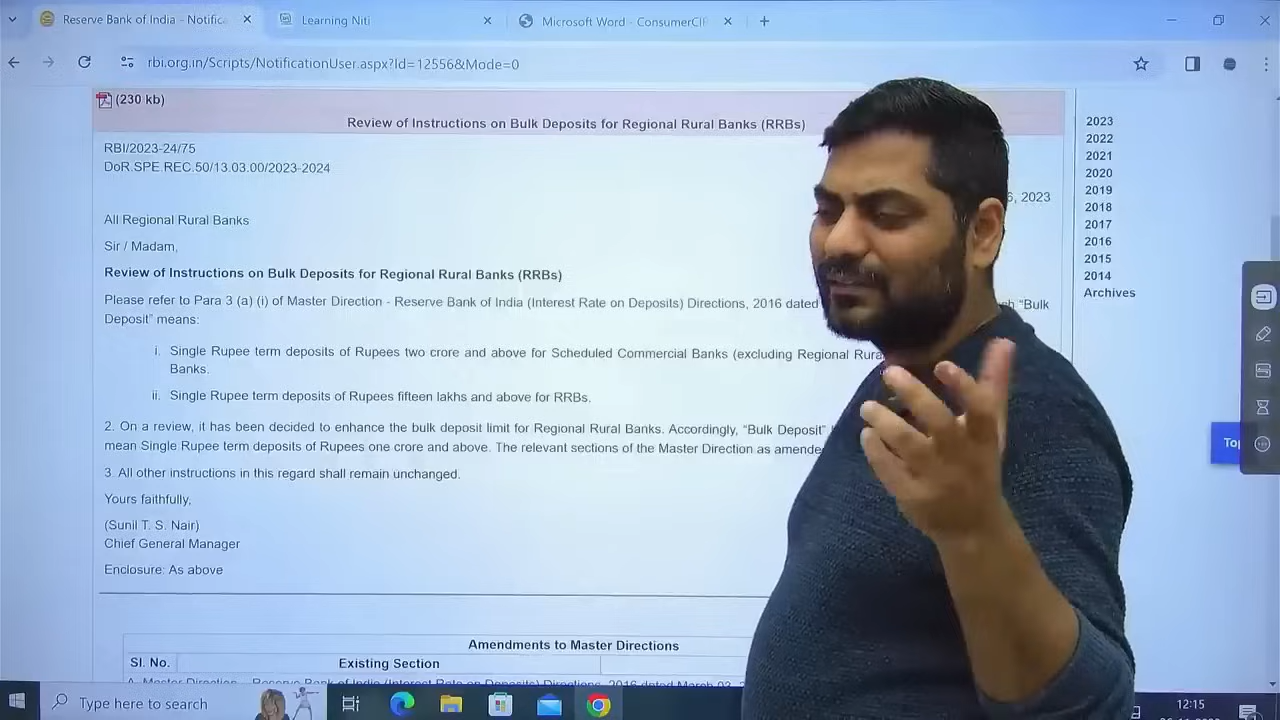 Reserve Bank of India - Notific
Learning Niti
Microsoft Word - ConsumerCIF
rbi.org.in/Scripts/NotificationUser.aspx?Id=12556&Mode=0
(230 kb)
Review of Instructions on Bulk Deposits for Regional Rural Banks (RRBs)
RBI/2023-24/75
DoR.SPE.REC.50/13.03.00/2023-2024
6, 2023
All Regional Rural Banks
Sir / Madam,
Review of Instructions on Bulk Deposits for Regional Rural Banks (RRBs)
Please refer to Para 3 (a) (i) of Master Direction - Reserve Bank of India (Interest Rate on Deposits) Directions, 2016 dated “Bulk
Deposit” means:
i. Single Rupee term deposits of Rupees two crore and above for Scheduled Commercial Banks (excluding Regional Rura
Banks.
ii. Single Rupee term deposits of Rupees fifteen lakhs and above for RRBs.
2. On a review, it has been decided to enhance the bulk deposit limit for Regional Rural Banks. Accordingly, “Bulk Deposit”
mean Single Rupee term deposits of Rupees one crore and above. The relevant sections of the Master Direction as amende
3. All other instructions in this regard shall remain unchanged.
Yours faithfully,
(Sunil T. S. Nair)
Chief General Manager
Enclosure: As above
Amendments to Master Directions
Sl. No. Existing Section
2023
2022
2021
2020
2019
2018
2017
2016
2015
2014
Archives
Top
Type here to search
12:15